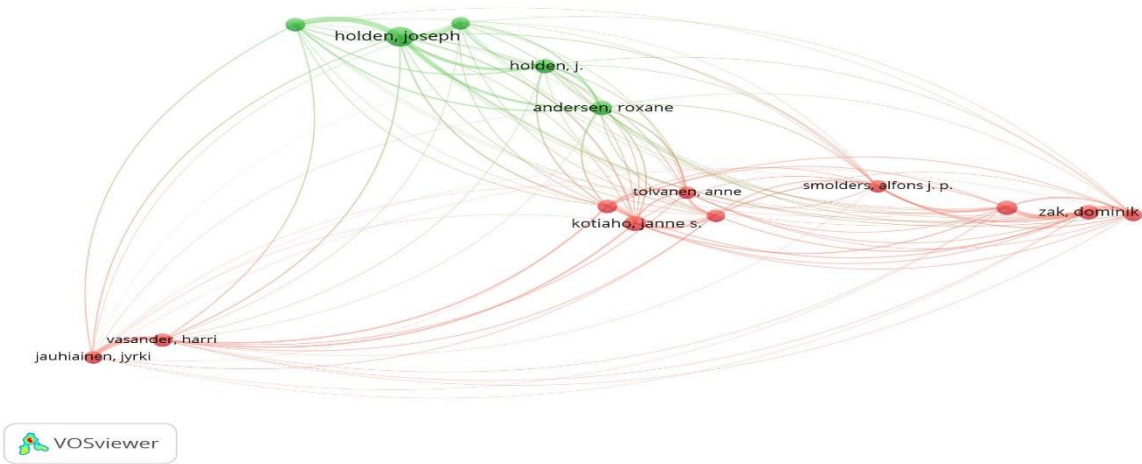 holden, joseph
holden, j.
andersen, roxane
tolvanen, anne
smolders, alfons j. p.
zak, dominik
kotiaho, janne s.
vasander, harri
jauhiainen, jyrki
VOSviewer